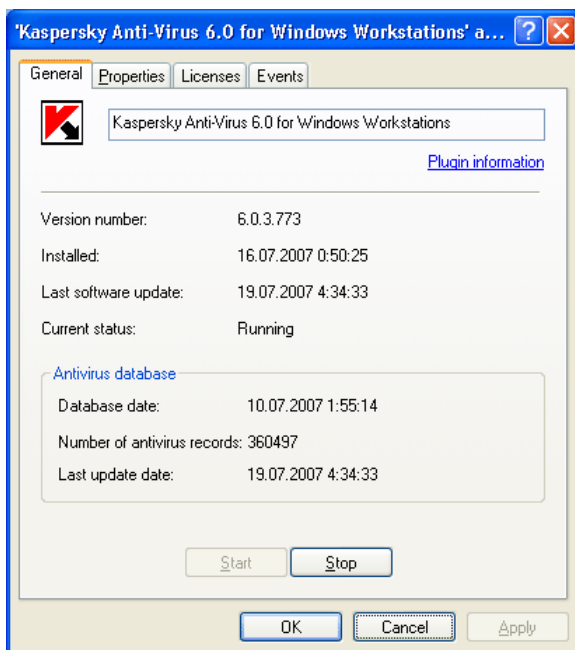 'Kaspersky Anti-Virus 6.0 for Windows Workstations' a...
General Properties Licenses Events
Kaspersky Anti-Virus 6.0 for Windows Workstations
Plugin information
Version number: 6.0.3.773
Installed: 16.07.2007 0:50:25
Last software update: 19.07.2007 4:34:33
Current status: Running
Antivirus database
Database date: 10.07.2007 1:55:14
Number of antivirus records: 360497
Last update date: 19.07.2007 4:34:33
Start Stop
OK Cancel Apply